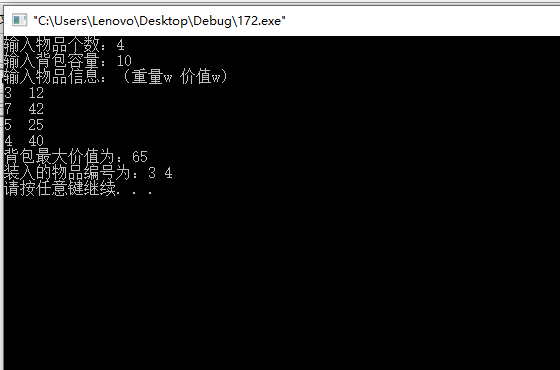 "C:\Users\Lenovo\Desktop\Debug\172.exe"
输入物品个数：4
输入背包容量：10
输入物品信息：（重量w 价值w）
3  12
7  42
5  25
4  40
背包最大价值为：65
装入的物品编号为：3 4
请按任意键继续. . .